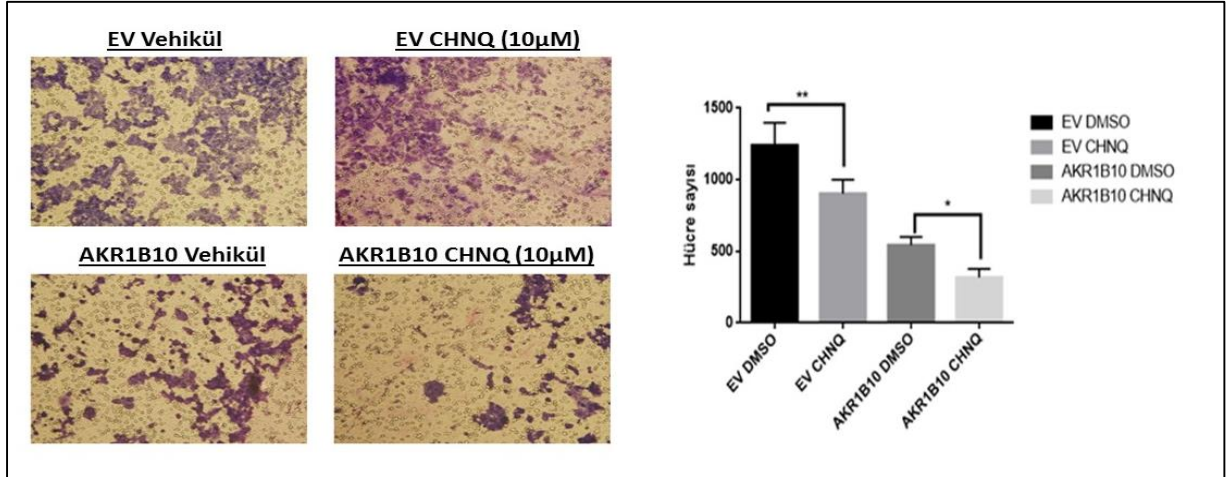 EV Vehikül
EV CHNQ (10µM)
AKR1B10 Vehikül
AKR1B10 CHNQ (10µM)
1500
1000
500
0
Hücre sayısı
**
*
EV DMSO
EV CHNQ
AKR1B10 DMSO
AKR1B10 CHNQ
EV DMSO
EV CHNQ
AKR1B10 DMSO
AKR1B10 CHNQ